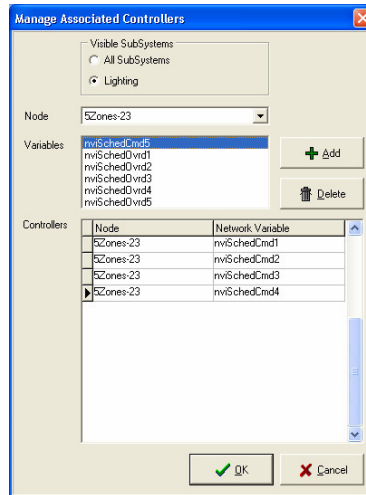 Manage Associated Controllers
Visible SubSystems
All SubSystems
Lighting
Node
5Zones-23
Variables
nviSchedCmd5
nviSchedOvrd1
nviSchedOvrd2
nviSchedOvrd3
nviSchedOvrd4
nviSchedOvrd5
Add
Delete
Controllers
Node Network Variable
5Zones-23 nviSchedCmd1
5Zones-23 nviSchedCmd2
5Zones-23 nviSchedCmd3
5Zones-23 nviSchedCmd4
OK Cancel